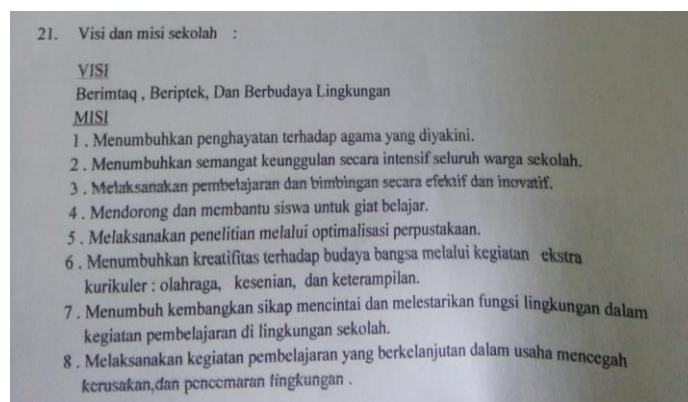 21. Visi dan misi sekolah :
VISI
Berimtaq , Beriptek, Dan Berbudaya Lingkungan
MISI
1 . Menumbuhkan penghayatan terhadap agama yang diyakini.
2 . Menumbuhkan semangat keunggulan secara intensif seluruh warga sekolah.
3 . Melaksanakan pembelajaran dan bimbingan secara efektif dan inovatif.
4 . Mendorong dan membantu siswa untuk giat belajar.
5 . Melaksanakan penelitian melalui optimalisasi perpustakaan.
6 . Menumbuhkan kreatifitas terhadap budaya bangsa melalui kegiatan ekstra
kurikuler : olahraga, kesenian, dan keterampilan.
7 . Menumbuh kembangkan sikap mencintai dan melestarikan fungsi lingkungan dalam
kegiatan pembelajaran di lingkungan sekolah.
8 . Melaksanakan kegiatan pembelajaran yang berkelanjutan dalam usaha mencegah
kerusakan,dan pencemaran lingkungan .